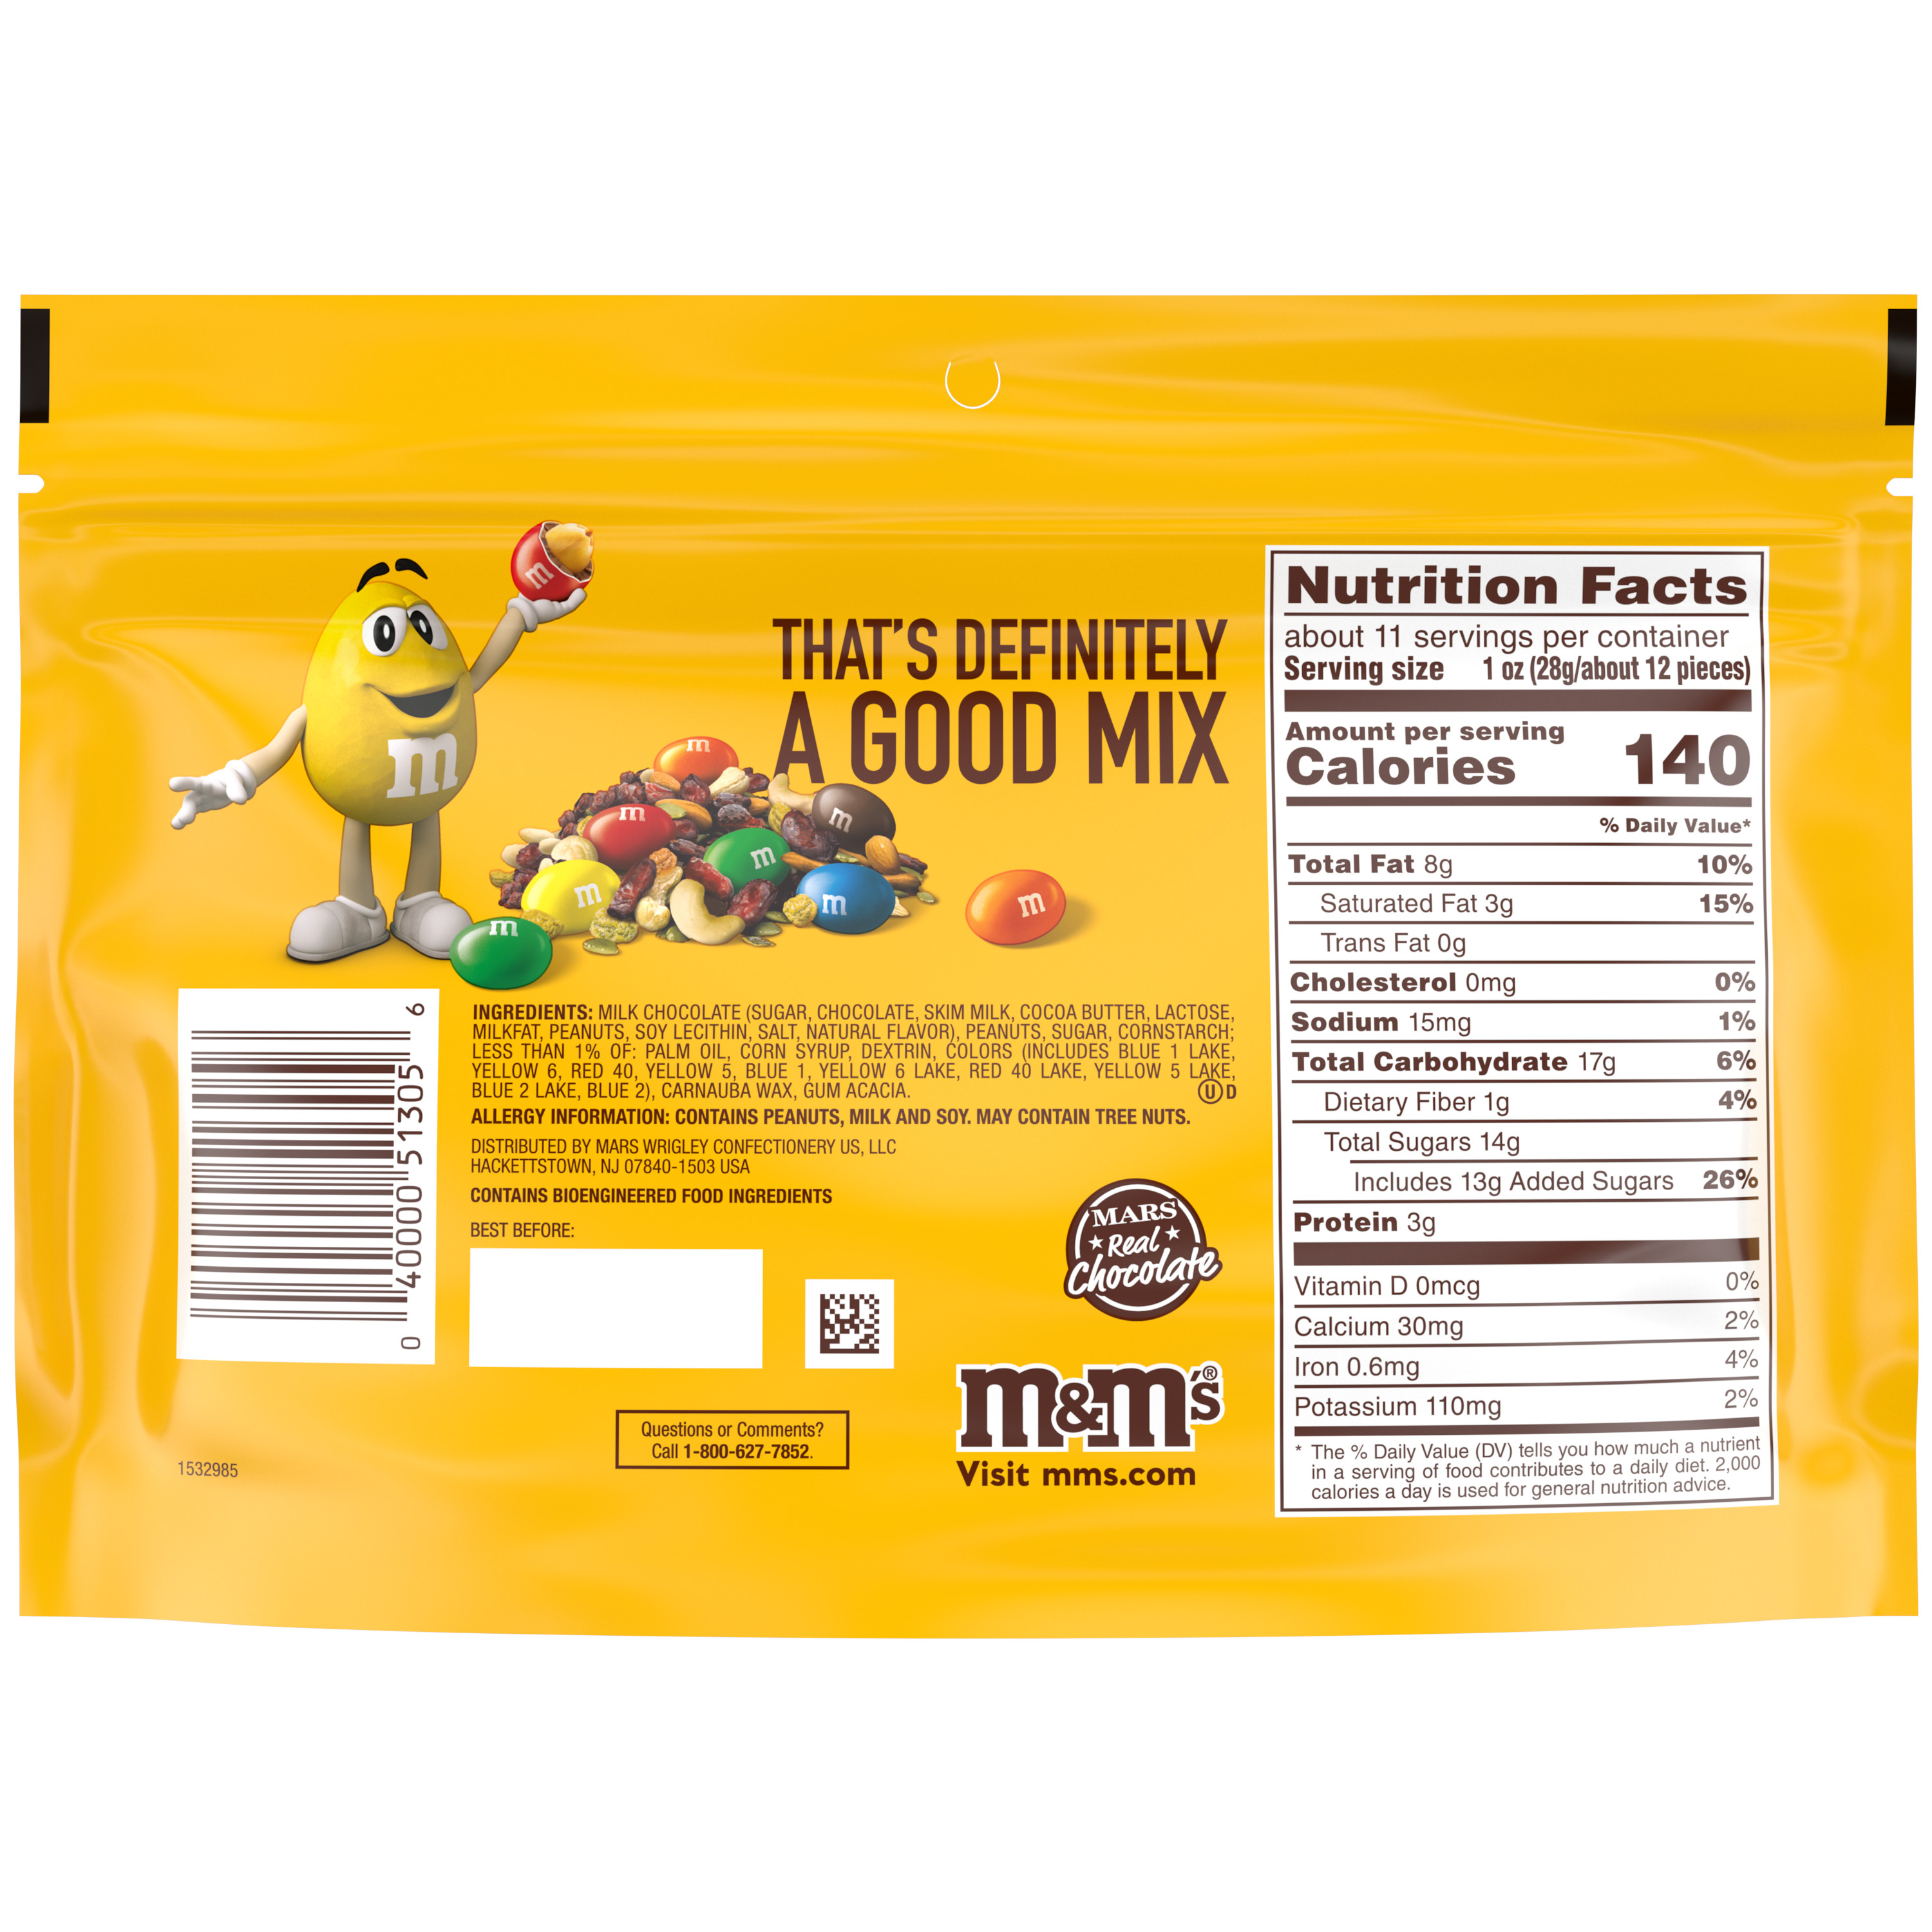 THAT'S DEFINITELY
A GOOD MIX
m
m
m
m
m
m
m
m
m
m
INGREDIENTS: MILK CHOCOLATE (SUGAR, CHOCOLATE, SKIM MILK, COCOA BUTTER, LACTOSE,
MILKFAT, PEANUTS, SOY LECITHIN, SALT, NATURAL FLAVOR), PEANUTS, SUGAR, CORNSTARCH;
LESS THAN 1% OF: PALM OIL, CORN SYRUP, DEXTRIN, COLORS (INCLUDES BLUE 1 LAKE,
YELLOW 6, RED 40, YELLOW 5, BLUE 1, YELLOW 6 LAKE, RED 40 LAKE, YELLOW 5 LAKE,
BLUE 2 LAKE, BLUE 2), CARNAUBA WAX, GUM ACACIA.
Ⓤ D
ALLERGY INFORMATION: CONTAINS PEANUTS, MILK AND SOY. MAY CONTAIN TREE NUTS.
DISTRIBUTED BY MARS WRIGLEY CONFECTIONERY US, LLC
HACKETTSTOWN, NJ 07840-1503 USA
CONTAINS BIOENGINEERED FOOD INGREDIENTS
BEST BEFORE:
0 40000 51305 6
1532985
Questions or Comments?
Call 1-800-627-7852.
MARS
Real
Chocolate
m&m's®
Visit mms.com
Nutrition Facts
about 11 servings per container
Serving size 1 oz (28g/about 12 pieces)
Amount per serving
Calories 140
% Daily Value*
Total Fat 8g 10%
Saturated Fat 3g 15%
Trans Fat 0g
Cholesterol 0mg 0%
Sodium 15mg 1%
Total Carbohydrate 17g 6%
Dietary Fiber 1g 4%
Total Sugars 14g
Includes 13g Added Sugars 26%
Protein 3g
Vitamin D 0mcg 0%
Calcium 30mg 2%
Iron 0.6mg 4%
Potassium 110mg 2%
* The % Daily Value (DV) tells you how much a nutrient
in a serving of food contributes to a daily diet. 2,000
calories a day is used for general nutrition advice.